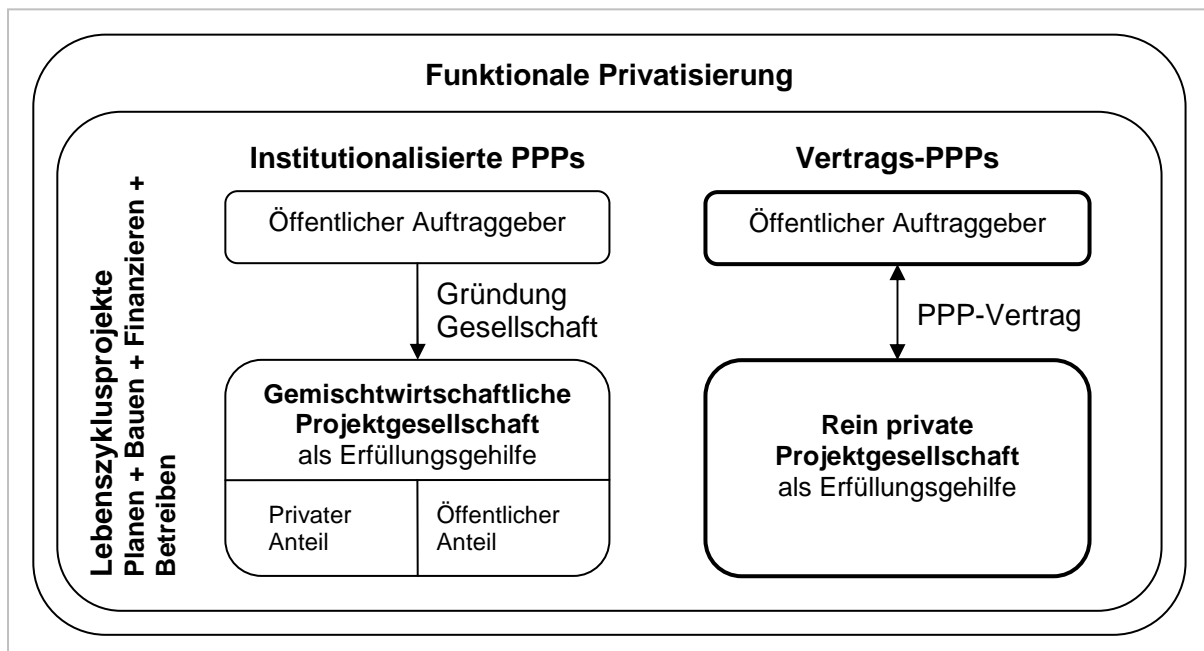 Funktionale Privatisierung
Lebenszyklusprojekte
Planen + Bauen + Finanzieren +
Betreiben
Institutionalisierte PPPs
Öffentlicher Auftraggeber
Gründung
Gesellschaft
Gemischtwirtschaftliche
Projektgesellschaft
als Erfüllungsgehilfe
Privater
Anteil
Öffentlicher
Anteil
Vertrags-PPPs
Öffentlicher Auftraggeber
PPP-Vertrag
Rein private
Projektgesellschaft
als Erfüllungsgehilfe